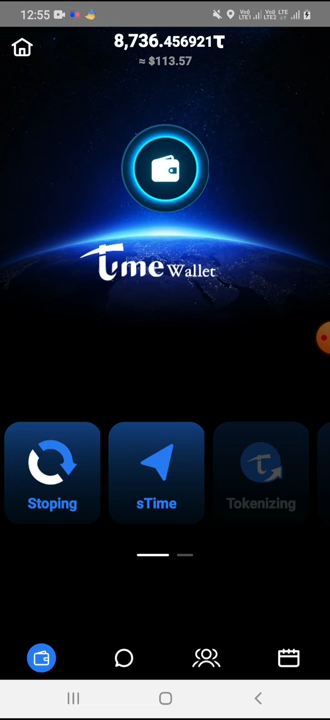 12:55
8,736.456921τ
≈ $113.57
time Wallet
Stoping
sTime
Tokenizing